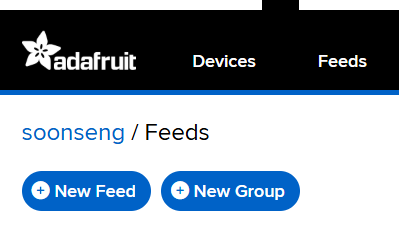 adafruit Devices Feeds
soonseng / Feeds
New Feed New Group